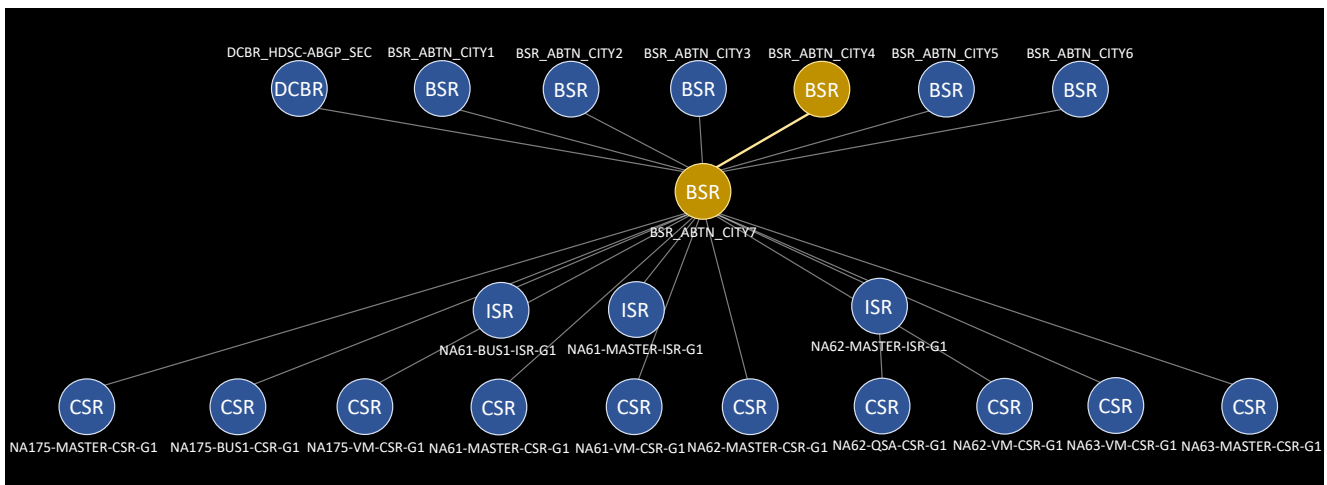 DCBR_HDSC-ABGP_SEC
BSR_ABTN_CITY1
BSR_ABTN_CITY2
BSR_ABTN_CITY3
BSR_ABTN_CITY4
BSR_ABTN_CITY5
BSR_ABTN_CITY6
DCBR
BSR
BSR
BSR
BSR
BSR
BSR
BSR
BSR_ABTN_CITY7
ISR
ISR
ISR
NA61-BUS1-ISR-G1
NA61-MASTER-ISR-G1
NA62-MASTER-ISR-G1
CSR
CSR
CSR
CSR
CSR
CSR
CSR
CSR
CSR
CSR
NA175-MASTER-CSR-G1
NA175-BUS1-CSR-G1
NA175-VM-CSR-G1
NA61-MASTER-CSR-G1
NA61-VM-CSR-G1
NA62-MASTER-CSR-G1
NA62-QSA-CSR-G1
NA62-VM-CSR-G1
NA63-VM-CSR-G1
NA63-MASTER-CSR-G1